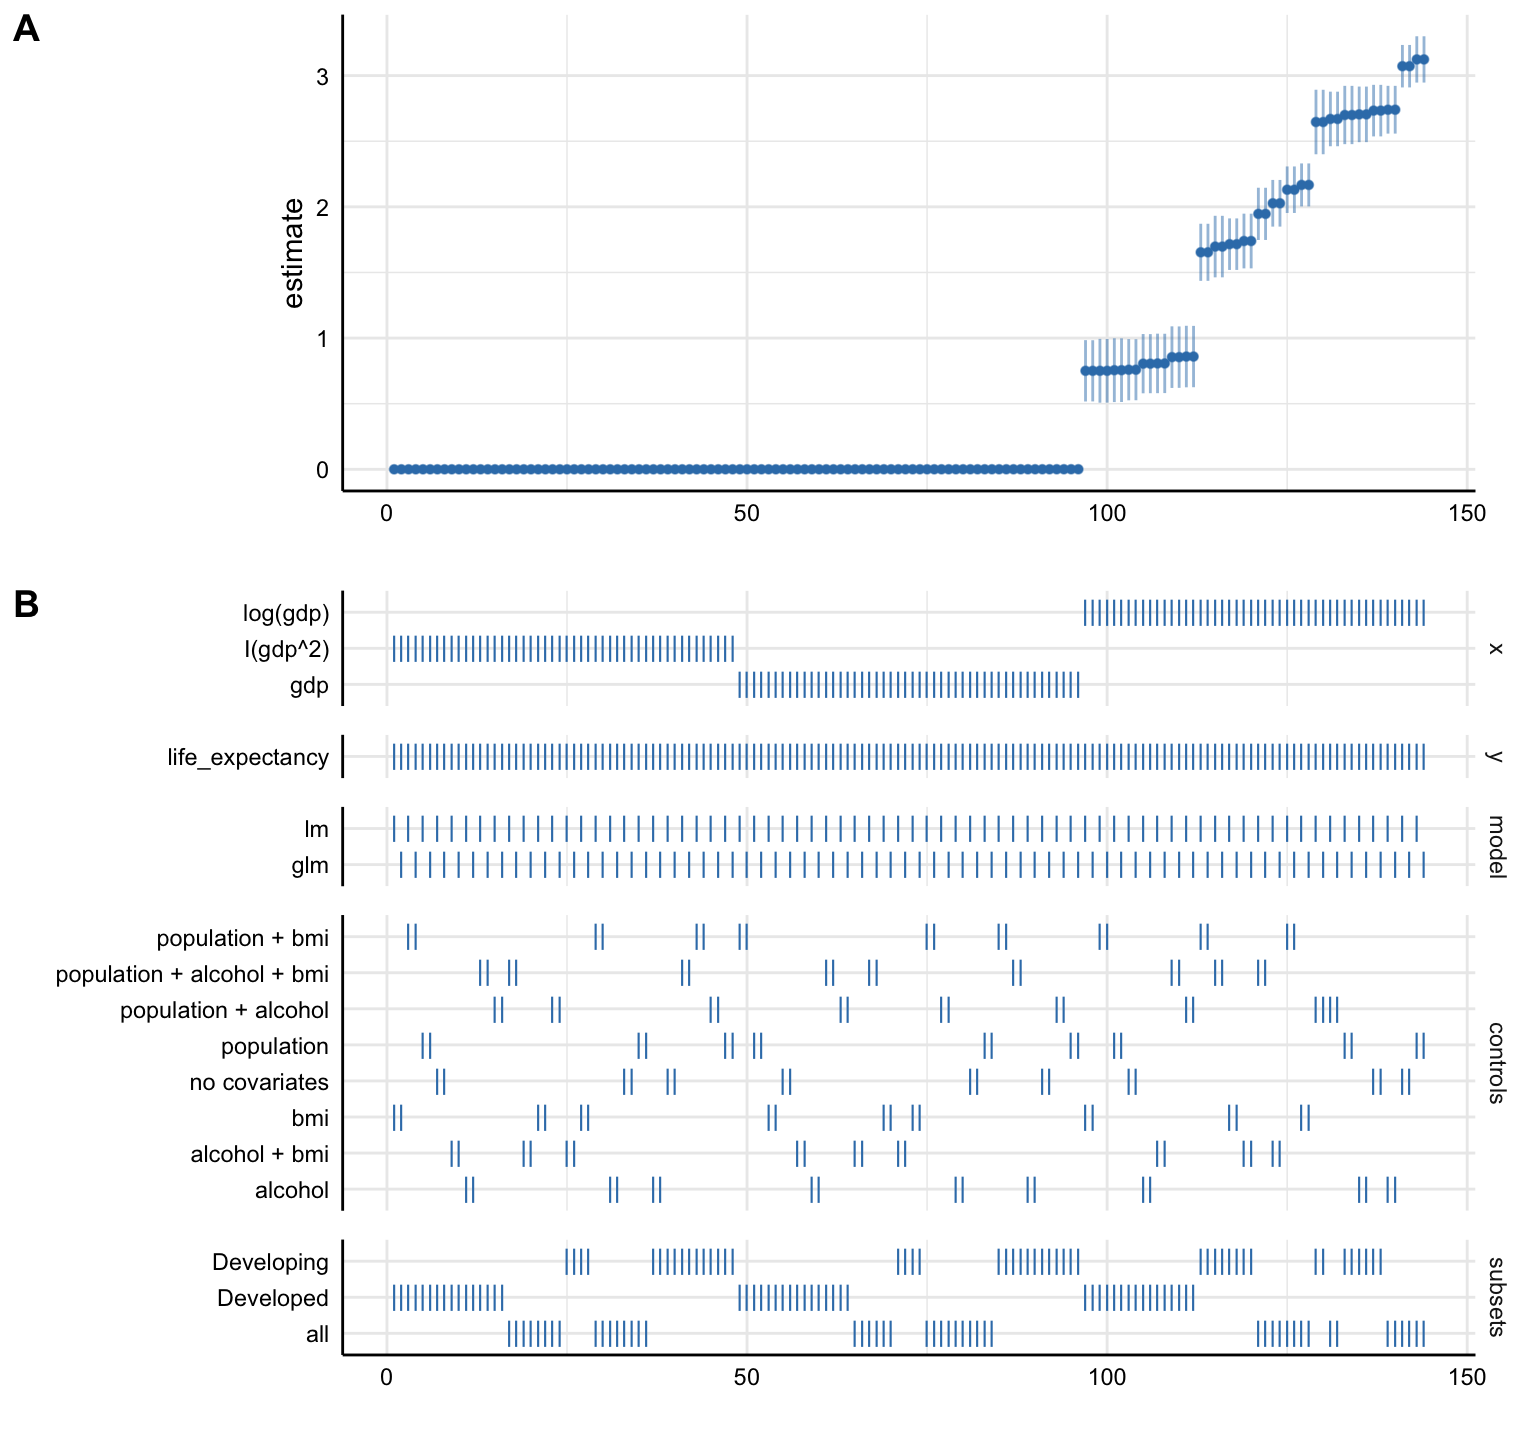 A
3
2
1
0
estimate
0 50 100 150
B
log(gdp)
I(gdp^2)
gdp
x
life_expectancy
y
lm
glm
model
population + bmi
population + alcohol + bmi
population + alcohol
population
no covariates
bmi
alcohol + bmi
alcohol
controls
Developing
Developed
all
subsets
0 50 100 150